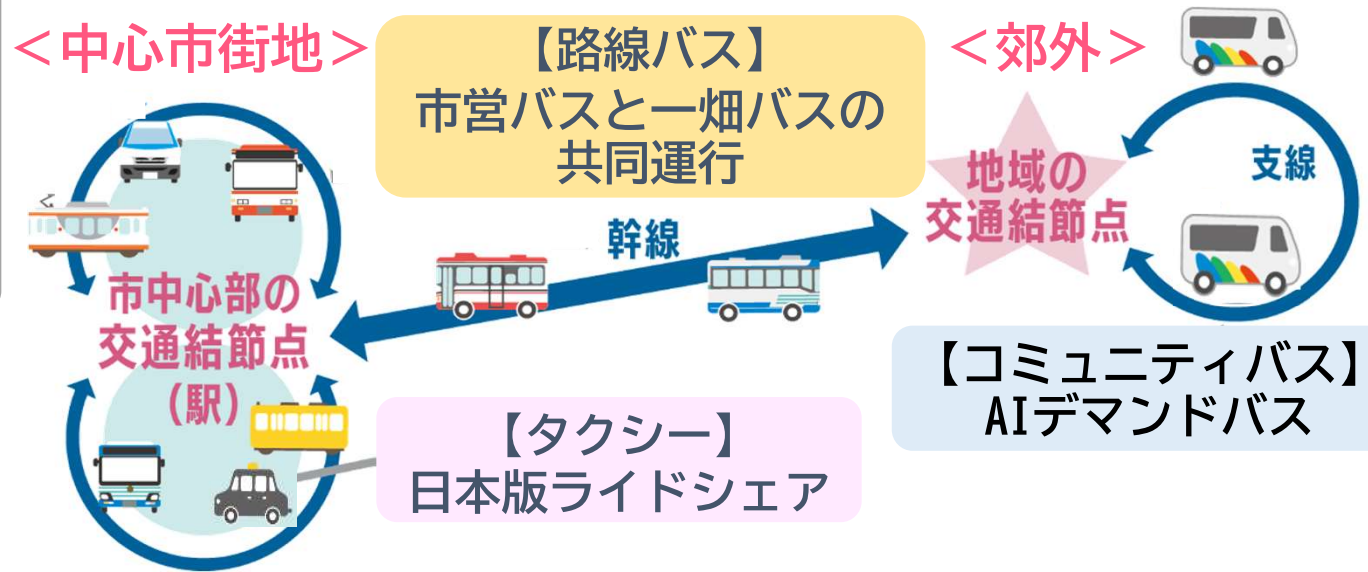 ＜中心市街地＞
【路線バス】
市営バスと一畑バスの
共同運行
＜郊外＞
地域の
交通結節点
支線
幹線
市中心部の
交通結節点
(駅)
【タクシー】
日本版ライドシェア
【コミュニティバス】
AIデマンドバス